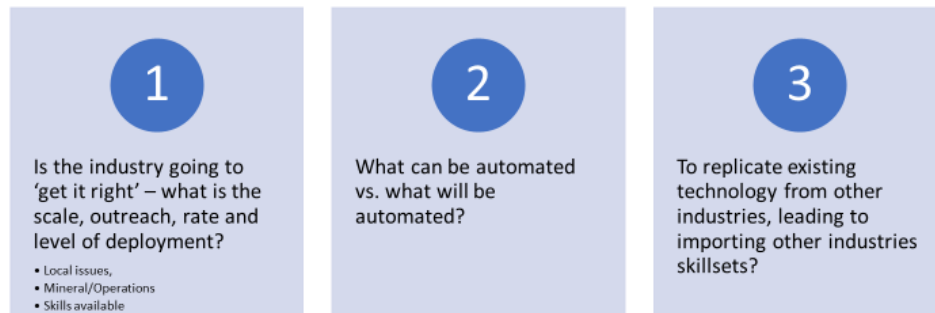 1
Is the industry going to
‘get it right’ – what is the
scale, outreach, rate and
level of deployment?
• Local issues,
• Mineral/Operations
• Skills available
2
What can be automated
vs. what will be
automated?
3
To replicate existing
technology from other
industries, leading to
importing other industries
skillsets?